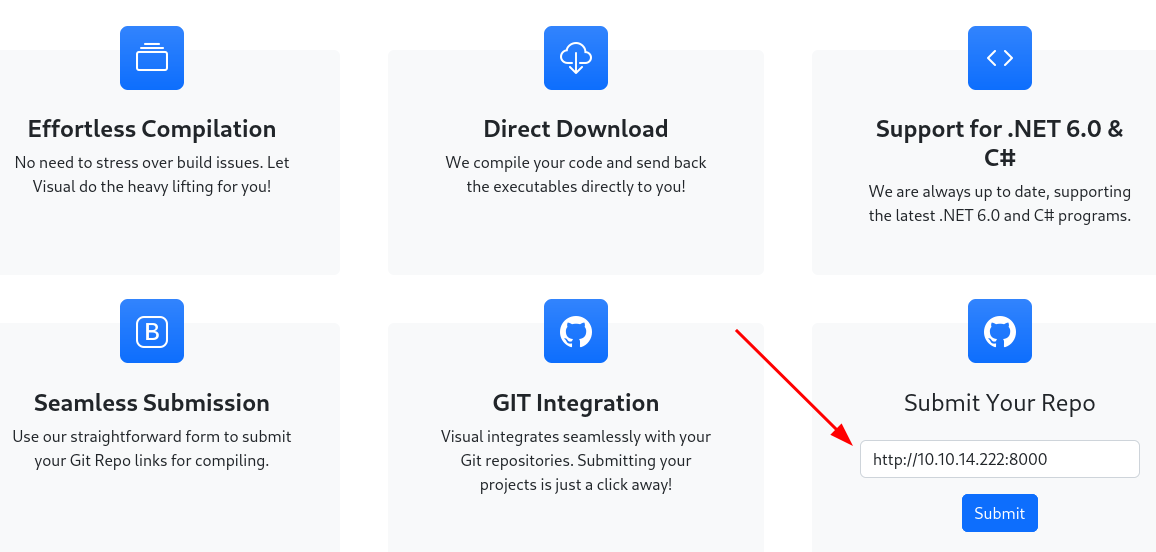 Effortless Compilation
No need to stress over build issues. Let
Visual do the heavy lifting for you!
Direct Download
We compile your code and send back
the executables directly to you!
Support for .NET 6.0 &
C#
We are always up to date, supporting
the latest .NET 6.0 and C# programs.
B
Seamless Submission
Use our straightforward form to submit
your Git Repo links for compiling.
GIT Integration
Visual integrates seamlessly with your
Git repositories. Submitting your
projects is just a click away!
Submit Your Repo
http://10.10.14.222:8000
Submit